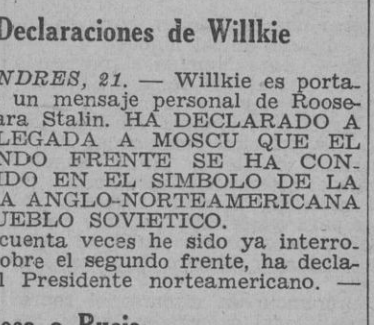 Declaraciones de Willkie
NDRES, 21. — Willkie es porta-
un mensaje personal de Roose-
ara Stalin. HA DECLARADO A
LEGADA A MOSCU QUE EL
NDO FRENTE SE HA CON-
IDO EN EL SIMBOLO DE LA
A ANGLO-NORTEAMERICANA
UEBLO SOVIETICO.
cuenta veces he sido ya interro-
obre el segundo frente, ha decla-
l Presidente norteamericano. —